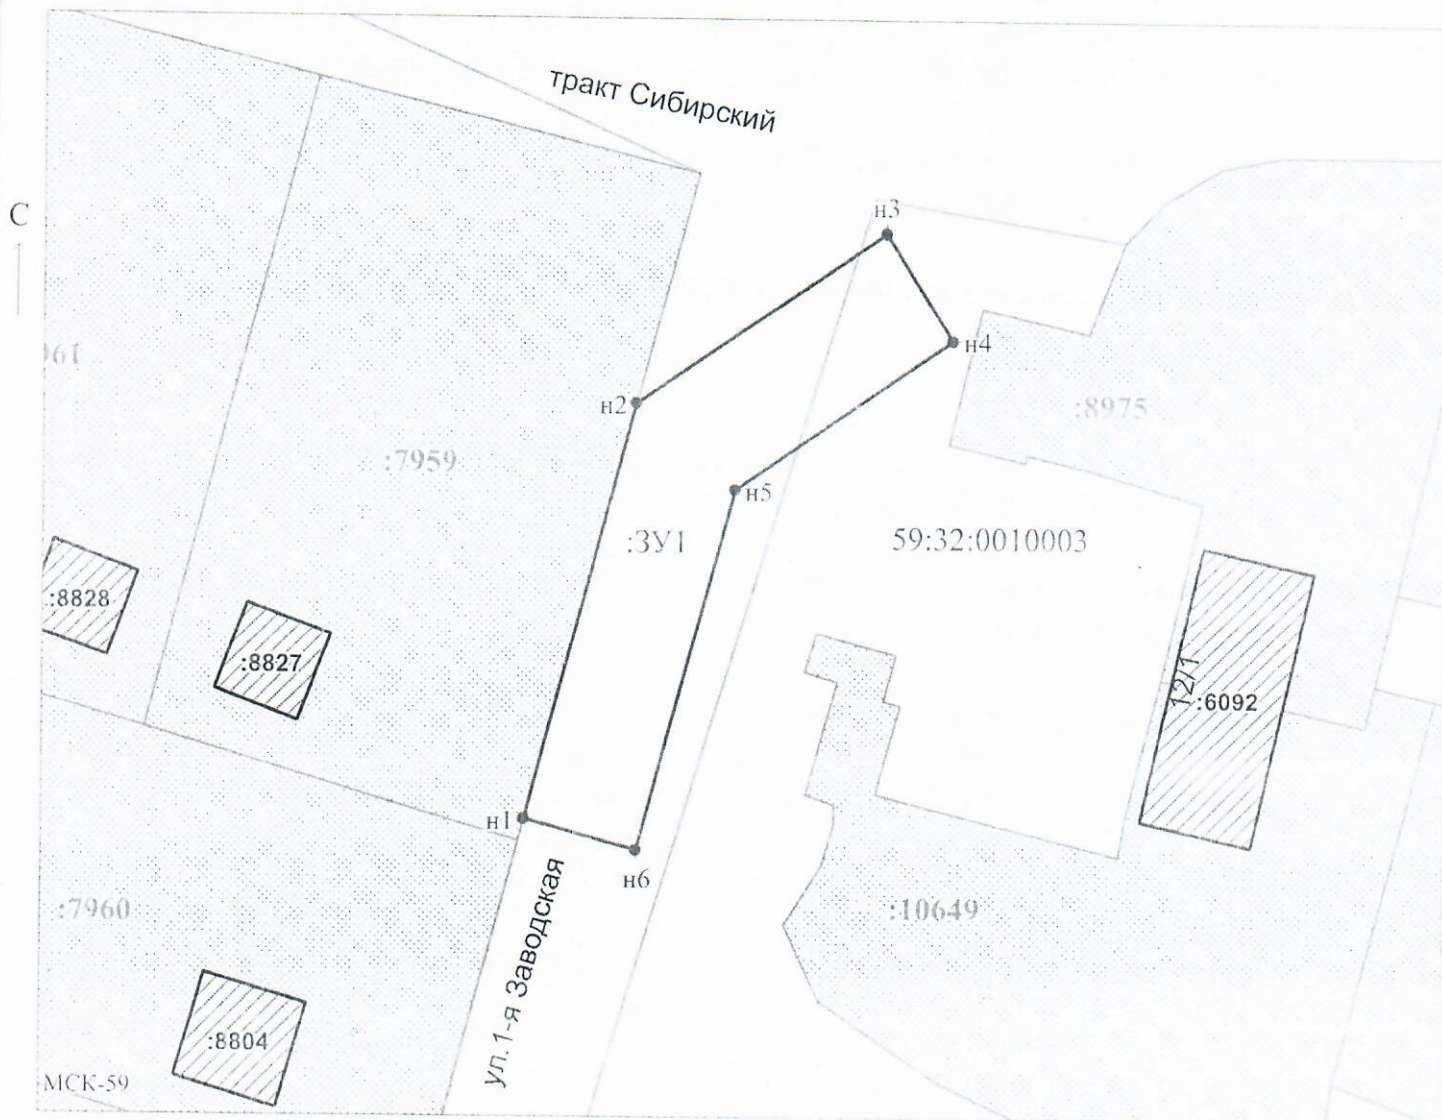 тракт Сибирский
С
н3
н4
961
н2
:8975
:7959
н5
:ЗУ1
59:32:0010003
:8828
:8827
12/1
:6092
н1
н6
:7960
ул.1-я Заводская
:10649
:8804
МСК-59